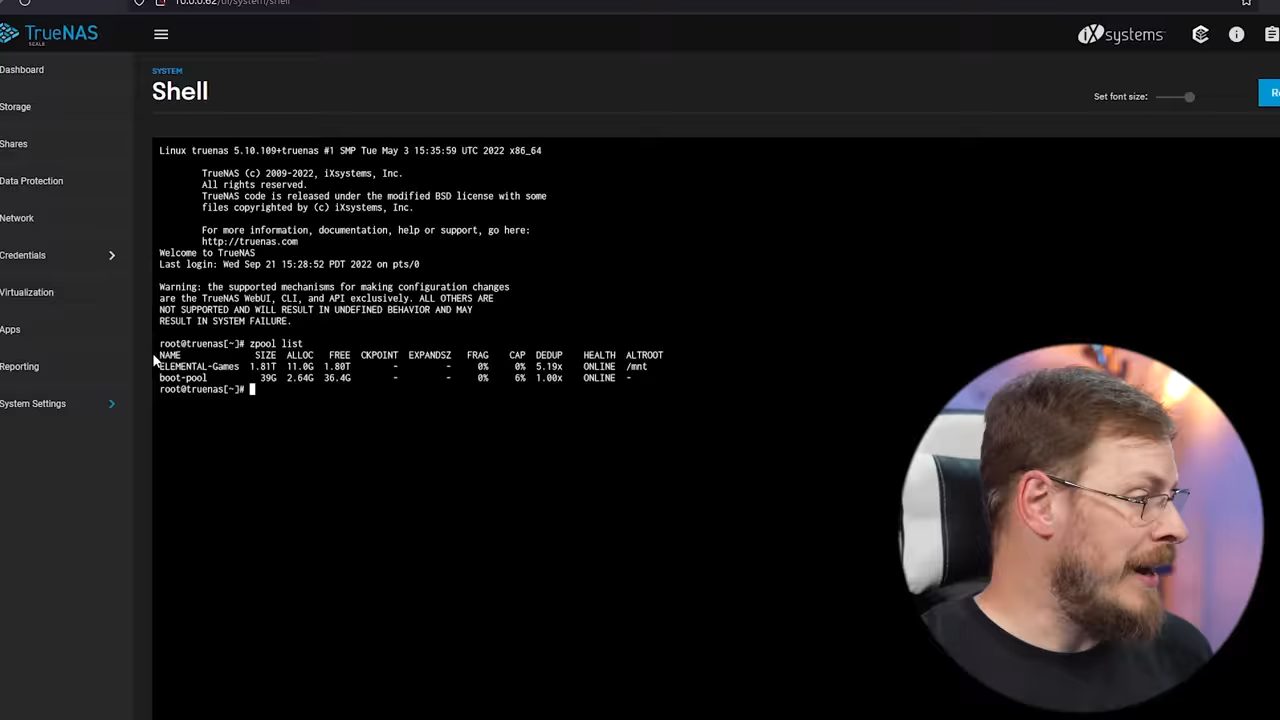 10.0.0.62/ui/system/shell
TrueNAS
SCALE
iXsystems
Dashboard
Storage
Shares
Data Protection
Network
Credentials
Virtualization
Apps
Reporting
System Settings
SYSTEM
Shell
Set font size:
Linux truenas 5.10.109+truenas #1 SMP Tue May 3 15:35:59 UTC 2022 x86_64
TrueNAS (c) 2009-2022, iXsystems, Inc.
All rights reserved.
TrueNAS code is released under the modified BSD license with some
files copyrighted by (c) iXsystems, Inc.
For more information, documentation, help or support, go here:
http://truenas.com
Welcome to TrueNAS
Last login: Wed Sep 21 15:28:52 PDT 2022 on pts/0
Warning: the supported mechanisms for making configuration changes
are the TrueNAS WebUI, CLI, and API exclusively. ALL OTHERS ARE
NOT SUPPORTED AND WILL RESULT IN UNDEFINED BEHAVIOR AND MAY
RESULT IN SYSTEM FAILURE.
root@truenas[~]# zpool list
NAME SIZE ALLOC FREE CKPOINT EXPANDSZ FRAG CAP DEDUP HEALTH ALTROOT
ELEMENTAL-Games 1.81T 11.0G 1.80T - - 0% 0% 5.19x ONLINE /mnt
boot-pool 39G 2.64G 36.4G - - 0% 6% 1.00x ONLINE -
root@truenas[~]#